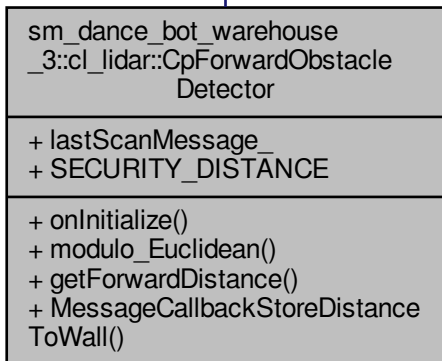 sm_dance_bot_warehouse
_3::cl_lidar::CpForwardObstacle
Detector
+ lastScanMessage_
+ SECURITY_DISTANCE
+ onInitialize()
+ modulo_Euclidean()
+ getForwardDistance()
+ MessageCallbackStoreDistance
ToWall()